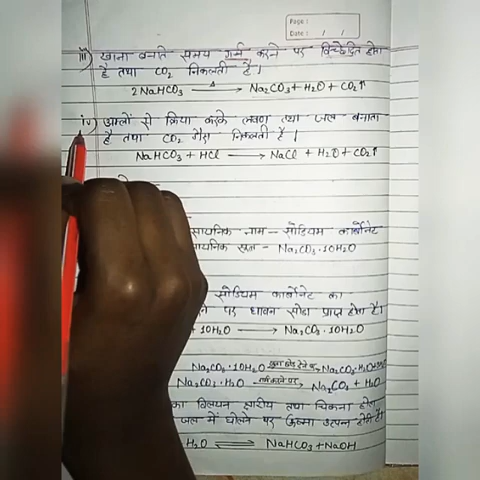 Page :
Date : / /
iii) खाना बनाते समय गर्म करने पर विच्छेदित होता
है तथा CO₂ निकलती है।
2NaHCO₃ —Δ→ Na₂CO₃ + H₂O + CO₂↑
iv) अम्लों से क्रिया करके लवण तथा जल बनाता
है तथा CO₂ गैस निकलती है।
NaHCO₃ + HCl ⟶ NaCl + H₂O + CO₂↑
सायनिक नाम – सोडियम कार्बोनेट
सायनिक सूत्र – Na₂CO₃·10H₂O
सोडियम कार्बोनेट का
पर धावन सोडा प्राप्त होता है।
+ 10H₂O ⟶ Na₂CO₃·10H₂O
Na₂CO₃·10H₂O ⟶ Na₂CO₃·H₂O
Na₂CO₃·H₂O ⟶ Na₂CO₃ + H₂O
का विलयन क्षारीय तथा चिकना होता
जल में घोलने पर ऊष्मा उत्पन्न होती है।
H₂O ⇌ NaHCO₃ + NaOH